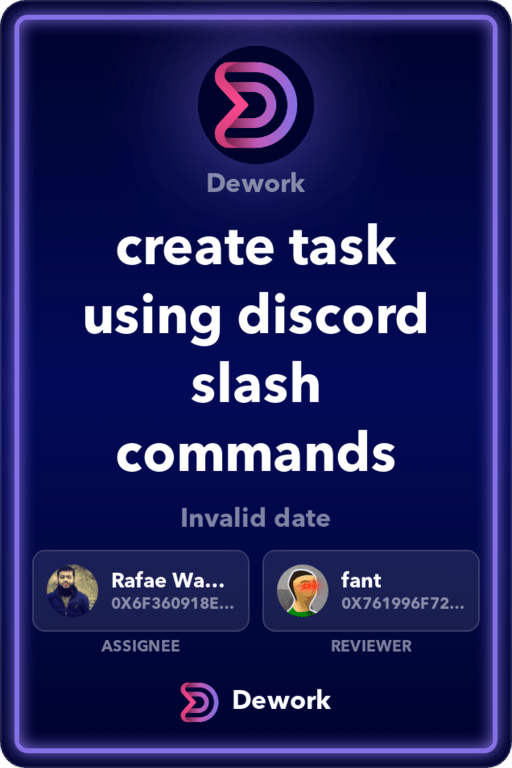 Dework
create task
using discord
slash
commands
Invalid date
Rafae Wa...
0X6F360918E...
fant
0X761996F72...
ASSIGNEE
REVIEWER
Dework